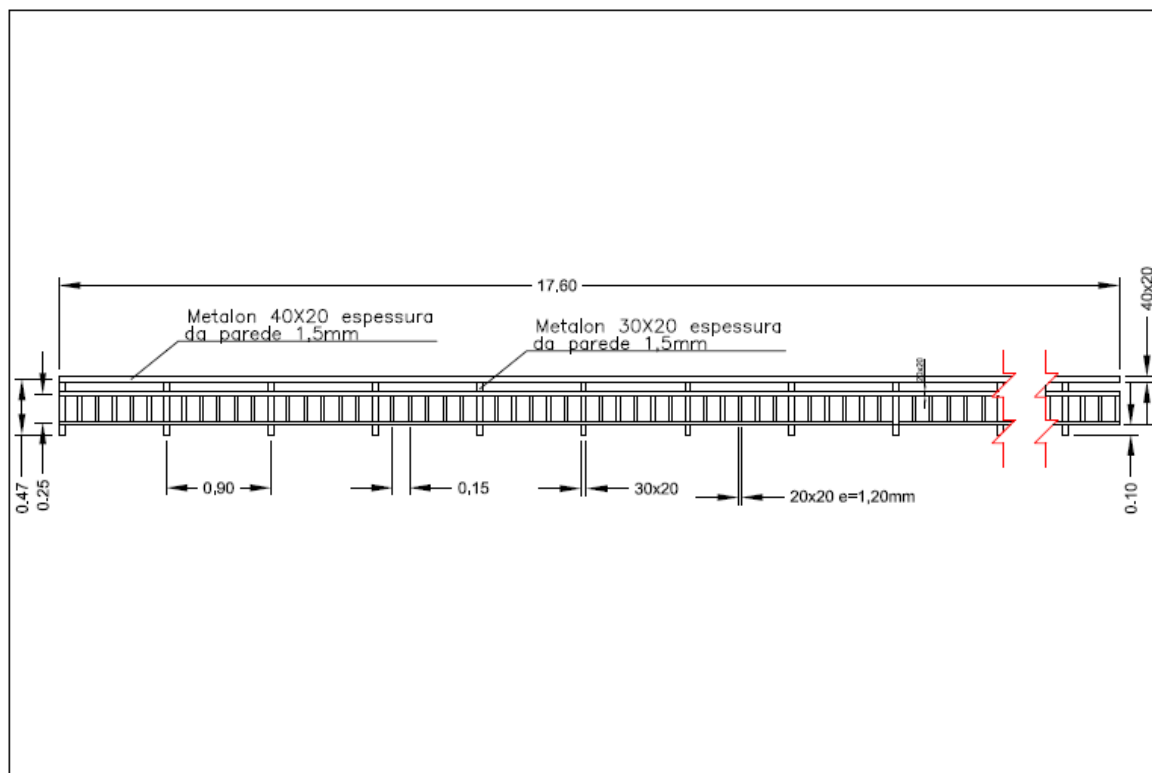 17,60
40x20
Metalon 40X20 espessura
da parede 1,5mm
Metalon 30X20 espessura
da parede 1,5mm
20x20
0.47
0.25
0,90
0,15
30x20
20x20 e=1,20mm
0.10